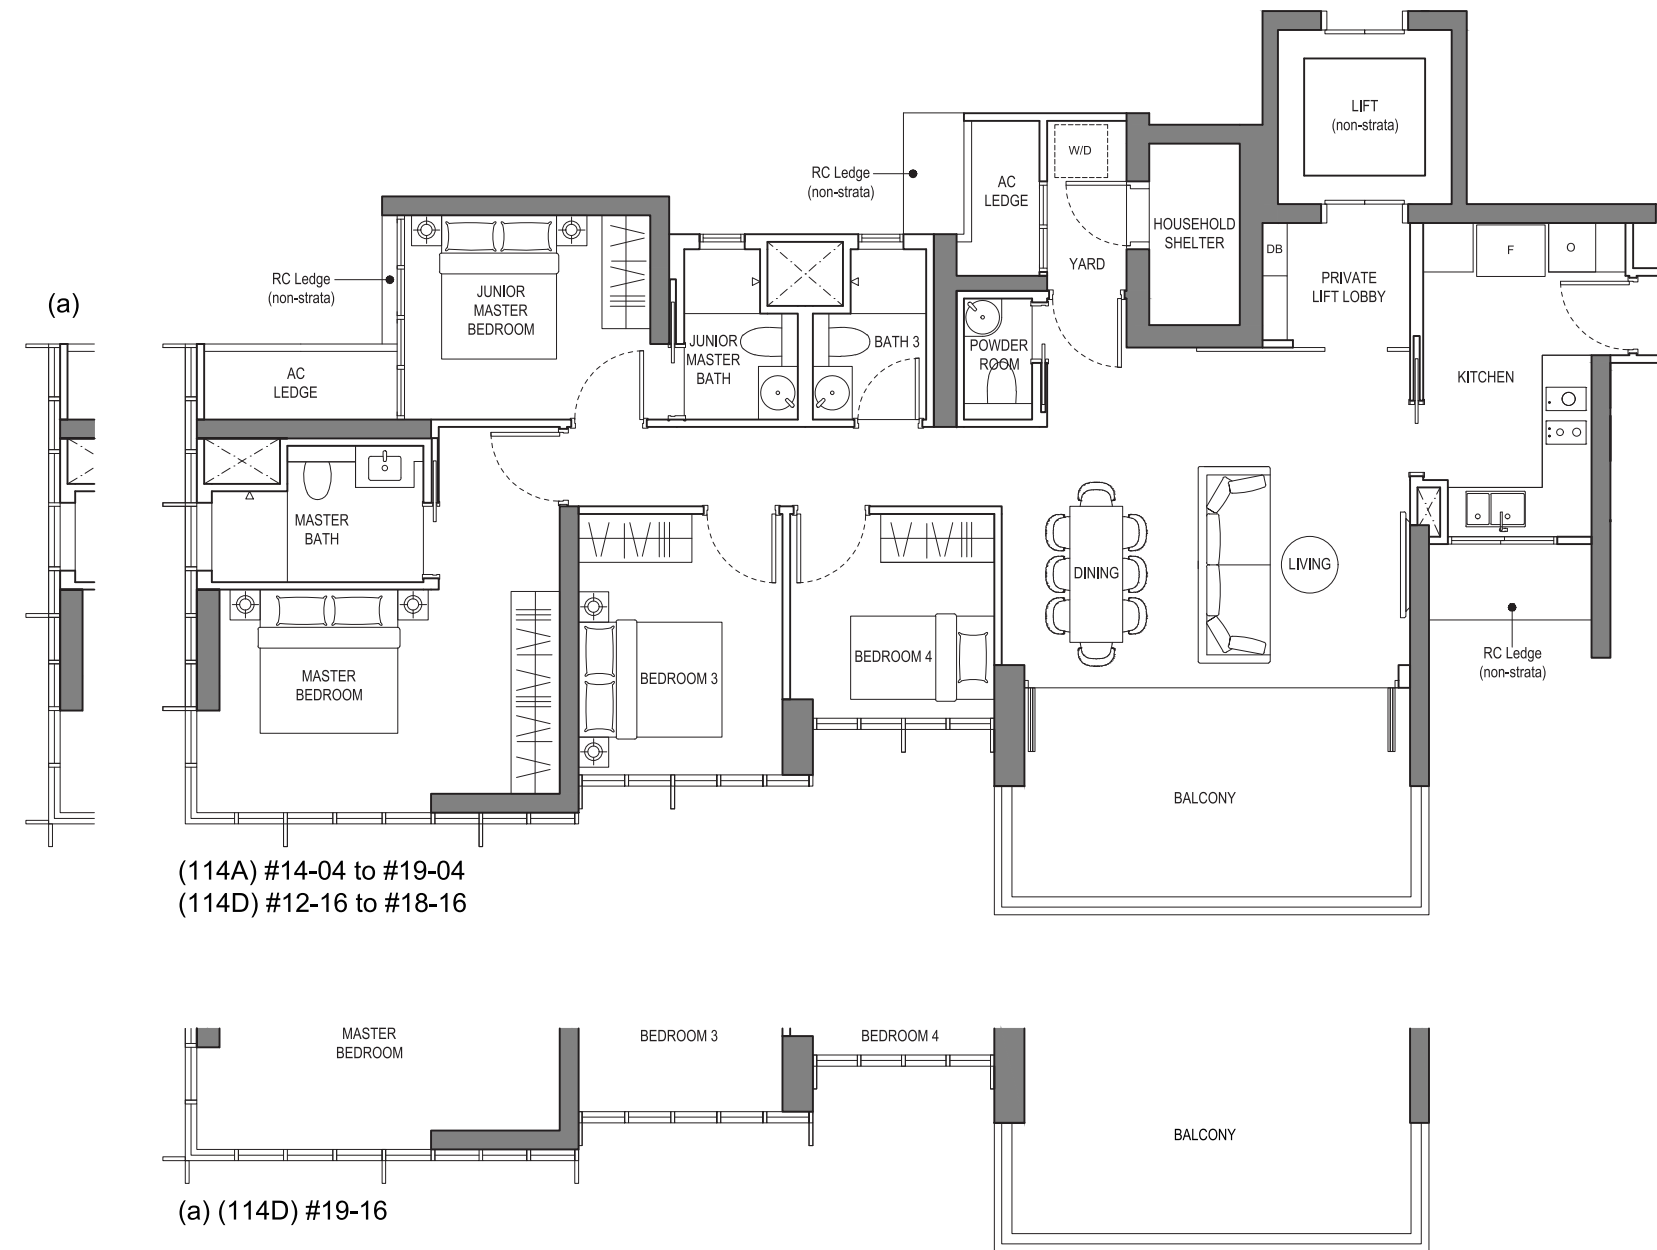 LIFT
(non-strata)
RC Ledge
(non-strata)
AC
LEDGE
W/D
HOUSEHOLD
SHELTER
YARD
DB
PRIVATE
LIFT LOBBY
F
O
(a)
RC Ledge
(non-strata)
JUNIOR
MASTER
BEDROOM
JUNIOR
MASTER
BATH
BATH 3
POWDER
ROOM
KITCHEN
AC
LEDGE
MASTER
BATH
DINING
LIVING
MASTER
BEDROOM
BEDROOM 3
BEDROOM 4
RC Ledge
(non-strata)
BALCONY
(114A) #14-04 to #19-04
(114D) #12-16 to #18-16
MASTER
BEDROOM
BEDROOM 3
BEDROOM 4
BALCONY
(a) (114D) #19-16